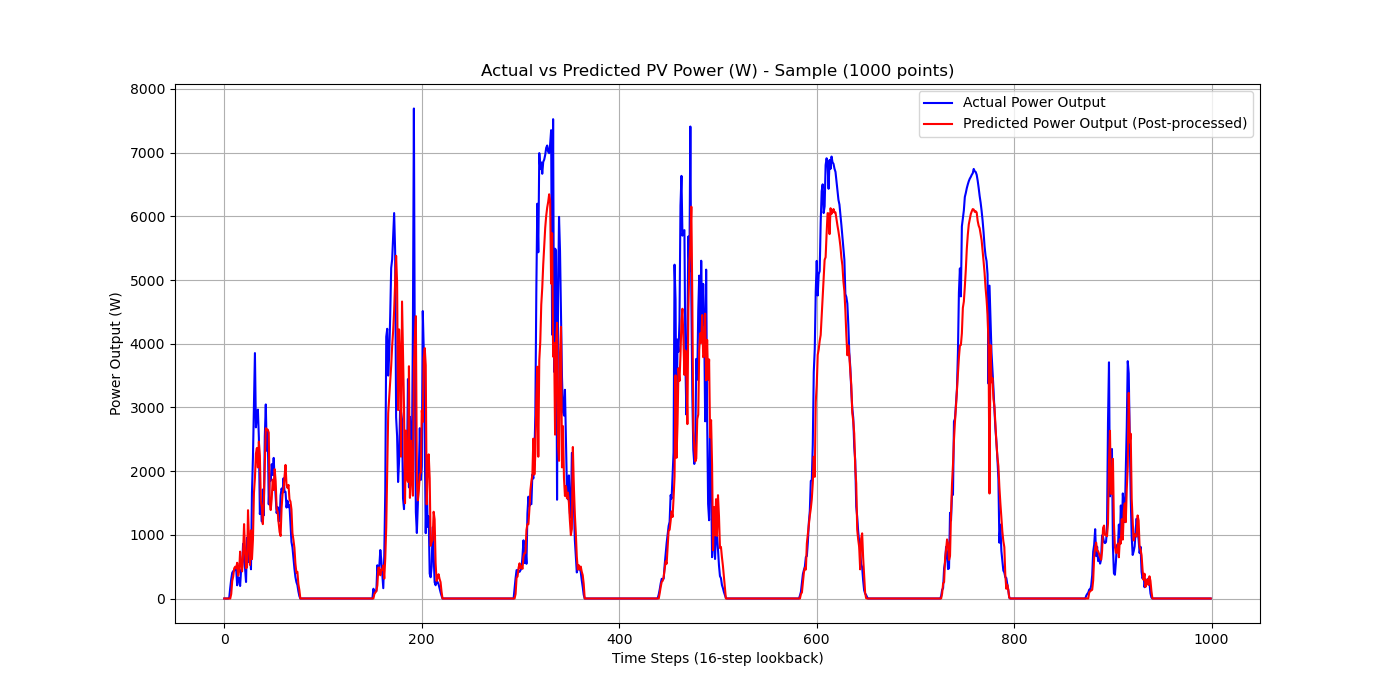 Actual vs Predicted PV Power (W) - Sample (1000 points)
Actual Power Output
Predicted Power Output (Post-processed)
Power Output (W)
8000
7000
6000
5000
4000
3000
2000
1000
0
0 200 400 600 800 1000
Time Steps (16-step lookback)